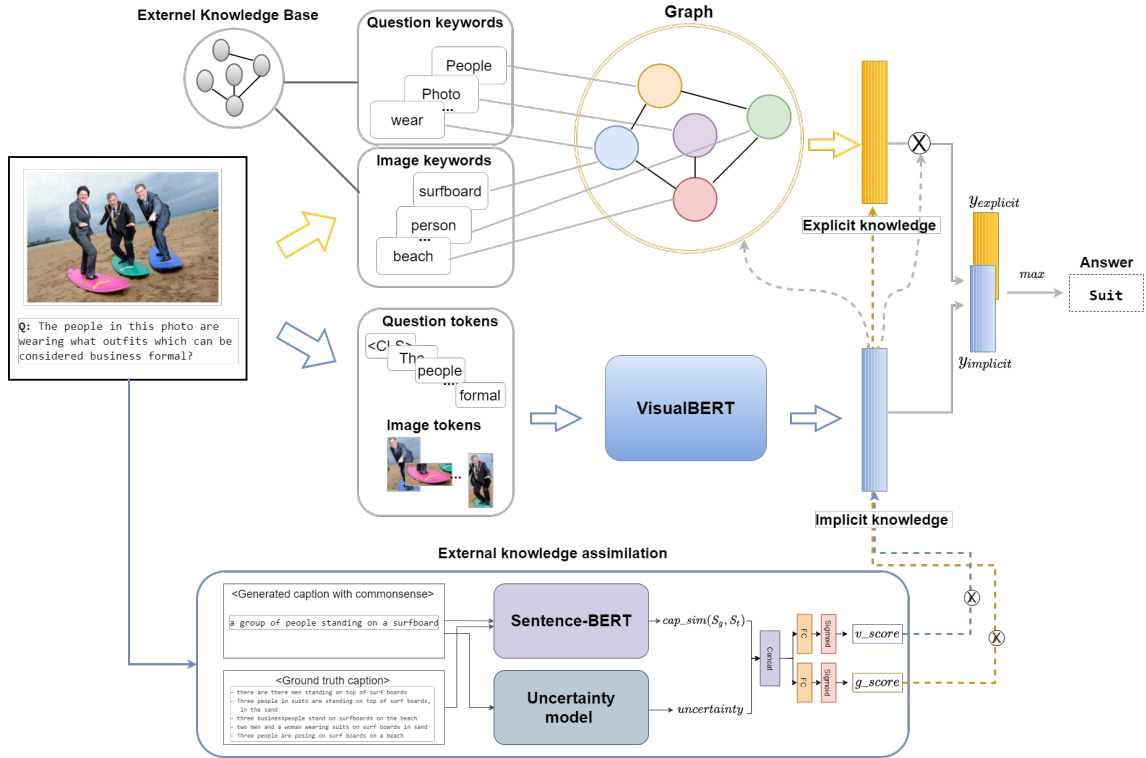 Externel Knowledge Base
Question keywords
People
Photo
...
wear
Image keywords
surfboard
person
...
beach
Graph
Explicit knowledge
X
y_explicit
y_implicit
max
Answer
Suit
Q: The people in this photo are
wearing what outfits which can be
considered business formal?
Question tokens
<CLS>
The
people
....
formal
Image tokens
...
VisualBERT
Implicit knowledge
External knowledge assimilation
<Generated caption with commonsense>
a group of people standing on a surfboard
<Ground truth caption>
- there are there men standing on top of surf boards
- Three people in suits are standing on top of surf boards,
in the sand
- three businesspeople stand on surfboards on the beach
- two men and a woman wearing suits on surf boards in sand
- Three people are posing on surf boards on a beach
Sentence-BERT
Uncertainty
model
cap_sim(S_g, S_t)
uncertainty
Concat
FC
Sigmoid
v_score
FC
Sigmoid
g_score
X
X